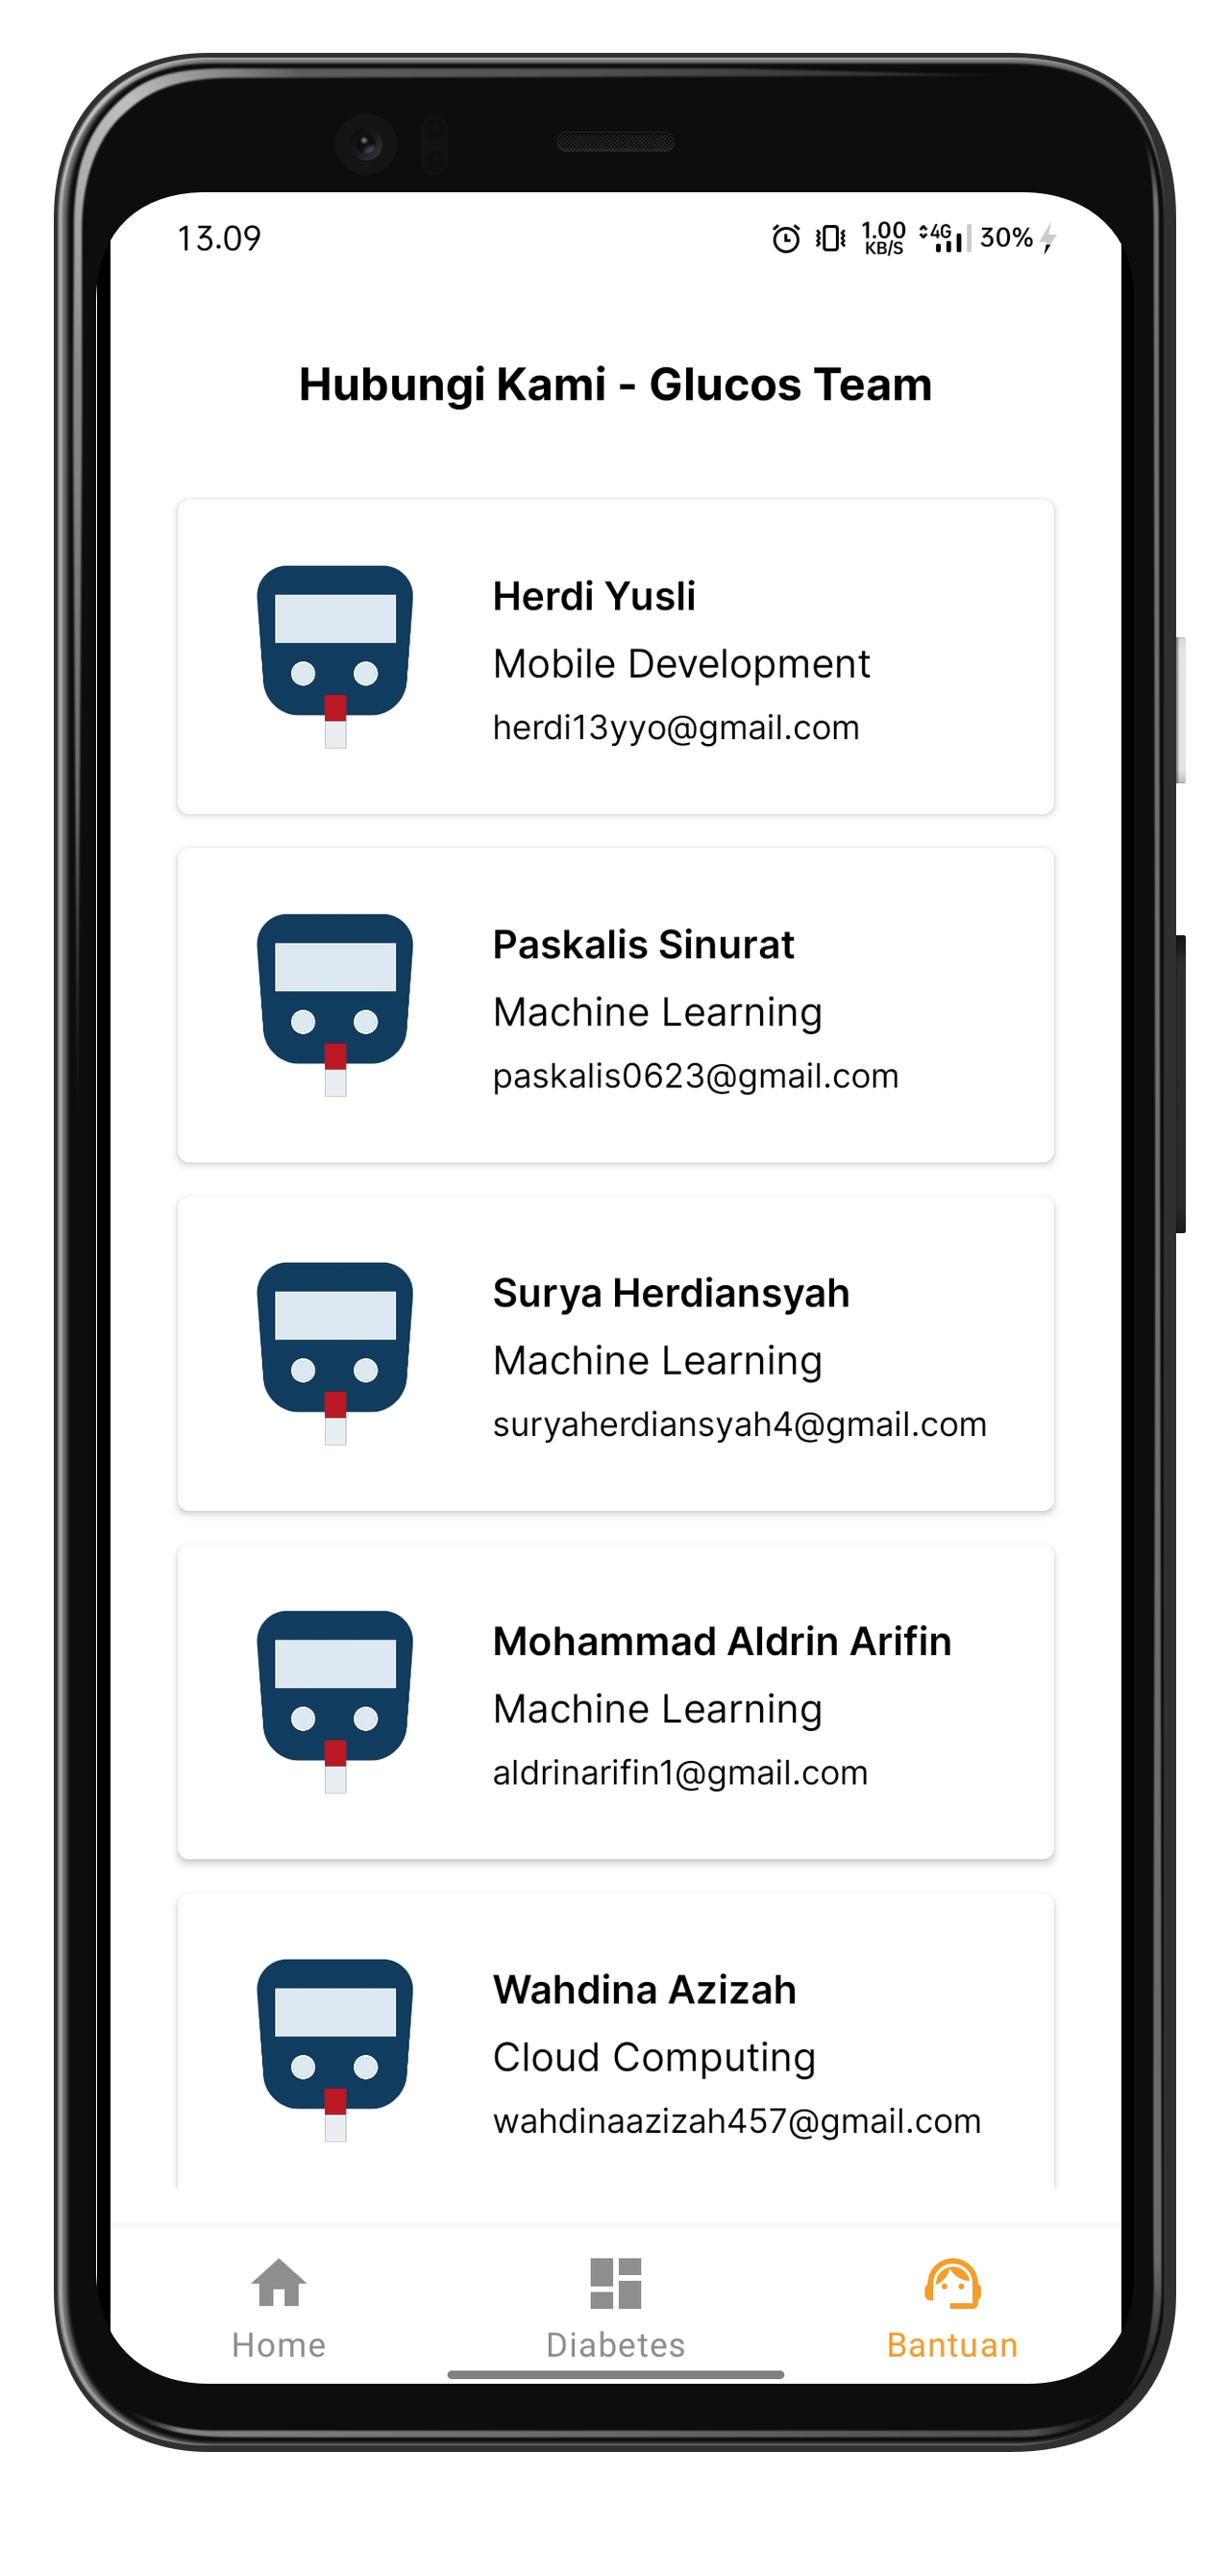 13.09
1.00 KB/S 4G 30%
Hubungi Kami - Glucos Team
Herdi Yusli
Mobile Development
herdi13yyo@gmail.com
Paskalis Sinurat
Machine Learning
paskalis0623@gmail.com
Surya Herdiansyah
Machine Learning
suryaherdiansyah4@gmail.com
Mohammad Aldrin Arifin
Machine Learning
aldrinarifin1@gmail.com
Wahdina Azizah
Cloud Computing
wahdinaazizah457@gmail.com
Home Diabetes Bantuan